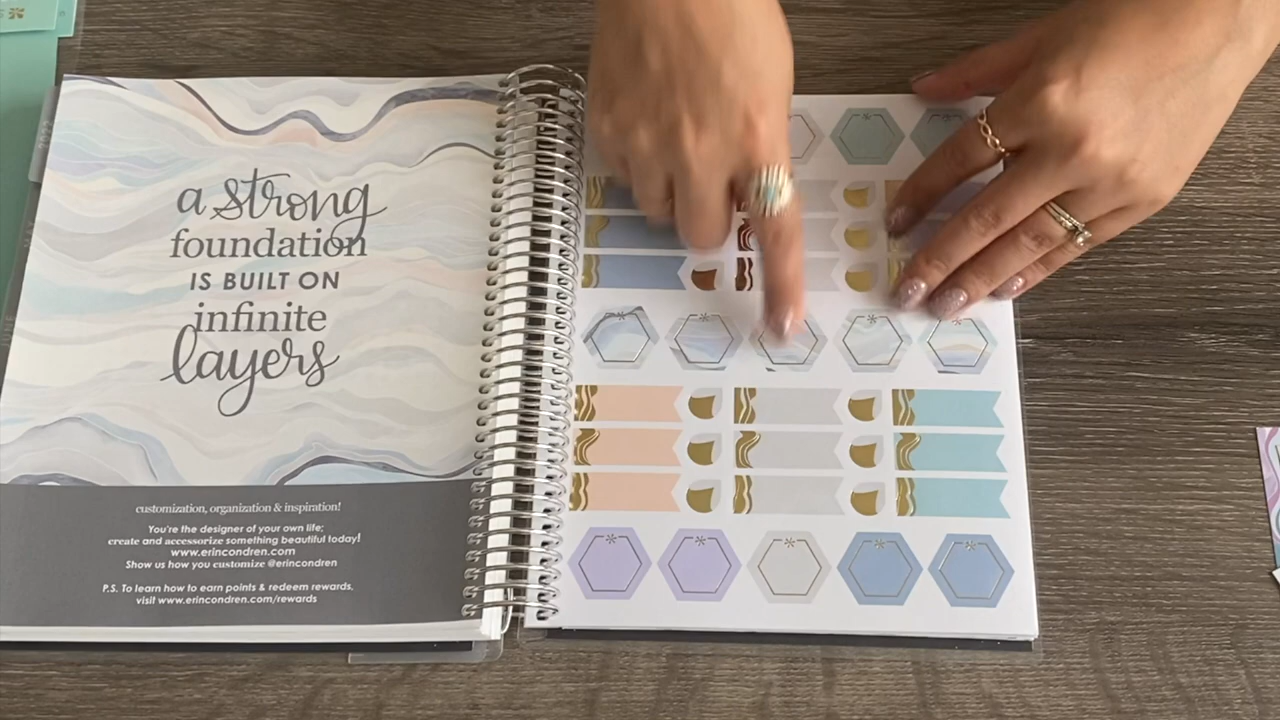 a strong
foundation
IS BUILT ON
infinite
layers
customization, organization & inspiration!
You're the designer of your own life;
create and accessorize something beautiful today!
www.erincondren.com
Show us how you customize @erincondren
P.S. To learn how to earn points & redeem rewards,
visit www.erincondren.com/rewards